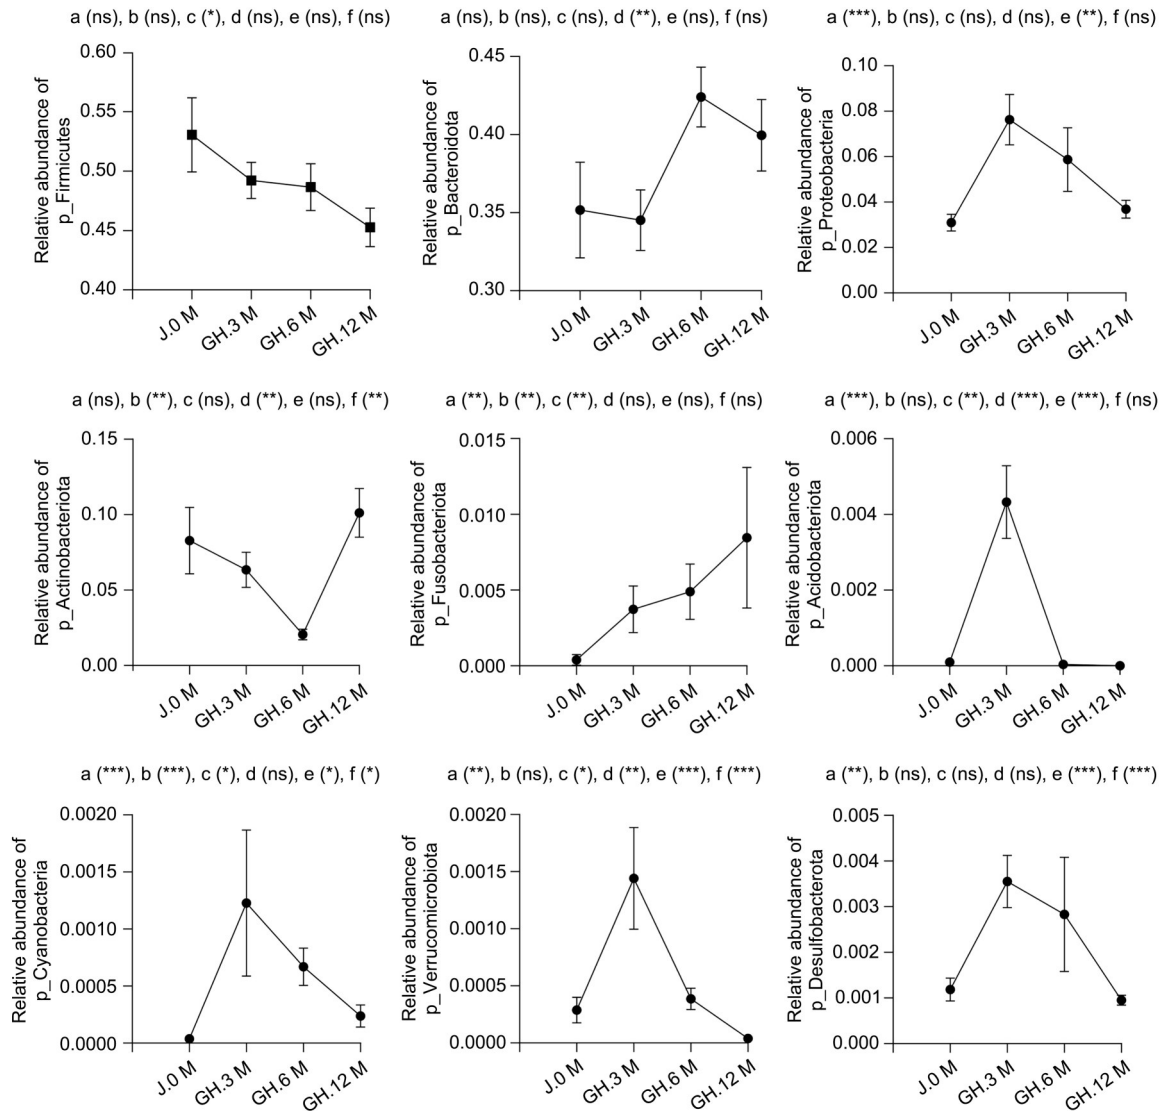 a (ns), b (ns), c (*), d (ns), e (ns), f (ns)
Relative abundance of
p_Firmicutes
0.60
0.55
0.50
0.45
0.40
J.0 M
GH.3 M
GH.6 M
GH.12 M
a (ns), b (ns), c (ns), d (**), e (ns), f (ns)
Relative abundance of
p_Bacteroidota
0.45
0.40
0.35
0.30
J.0 M
GH.3 M
GH.6 M
GH.12 M
a (***), b (ns), c (ns), d (ns), e (**), f (ns)
Relative abundance of
p_Proteobacteria
0.10
0.08
0.06
0.04
0.02
0.00
J.0 M
GH.3 M
GH.6 M
GH.12 M
a (ns), b (**), c (ns), d (**), e (ns), f (**)
Relative abundance of
p_Actinobacteriota
0.15
0.10
0.05
0.00
J.0 M
GH.3 M
GH.6 M
GH.12 M
a (**), b (**), c (**), d (ns), e (ns), f (ns)
Relative abundance of
p_Fusobacteriota
0.015
0.010
0.005
0.000
J.0 M
GH.3 M
GH.6 M
GH.12 M
a (***), b (ns), c (**), d (***), e (***), f (ns)
Relative abundance of
p_Acidobacteriota
0.006
0.004
0.002
0.000
J.0 M
GH.3 M
GH.6 M
GH.12 M
a (***), b (***), c (*), d (ns), e (*), f (*)
Relative abundance of
p_Cyanobacteria
0.0020
0.0015
0.0010
0.0005
0.0000
J.0 M
GH.3 M
GH.6 M
GH.12 M
a (**), b (ns), c (*), d (**), e (***), f (***)
Relative abundance of
p_Verrucomicrobiota
0.0020
0.0015
0.0010
0.0005
0.0000
J.0 M
GH.3 M
GH.6 M
GH.12 M
a (**), b (ns), c (ns), d (ns), e (***), f (***)
Relative abundance of
p_Desulfobacterota
0.005
0.004
0.003
0.002
0.001
0.000
J.0 M
GH.3 M
GH.6 M
GH.12 M